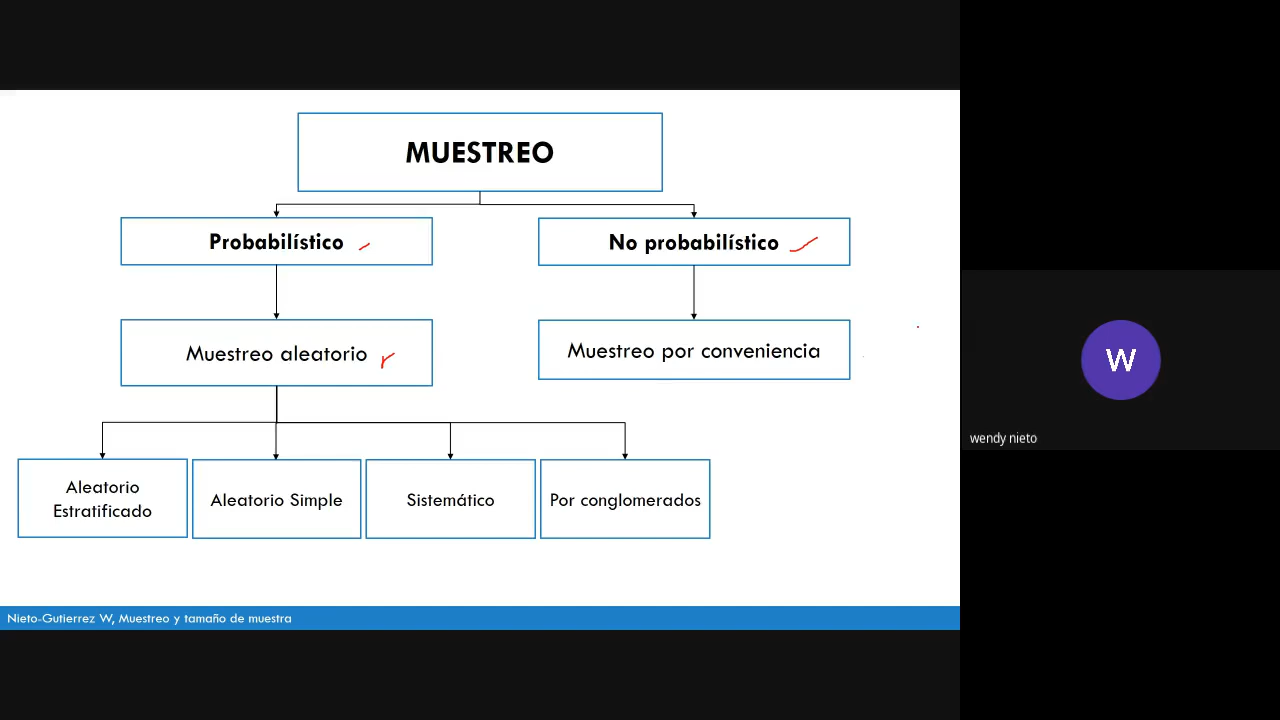 MUESTREO
Probabilístico
No probabilístico
Muestreo aleatorio
Muestreo por conveniencia
Aleatorio
Estratificado
Aleatorio Simple
Sistemático
Por conglomerados
Nieto-Gutierrez W, Muestreo y tamaño de muestra
W
wendy nieto